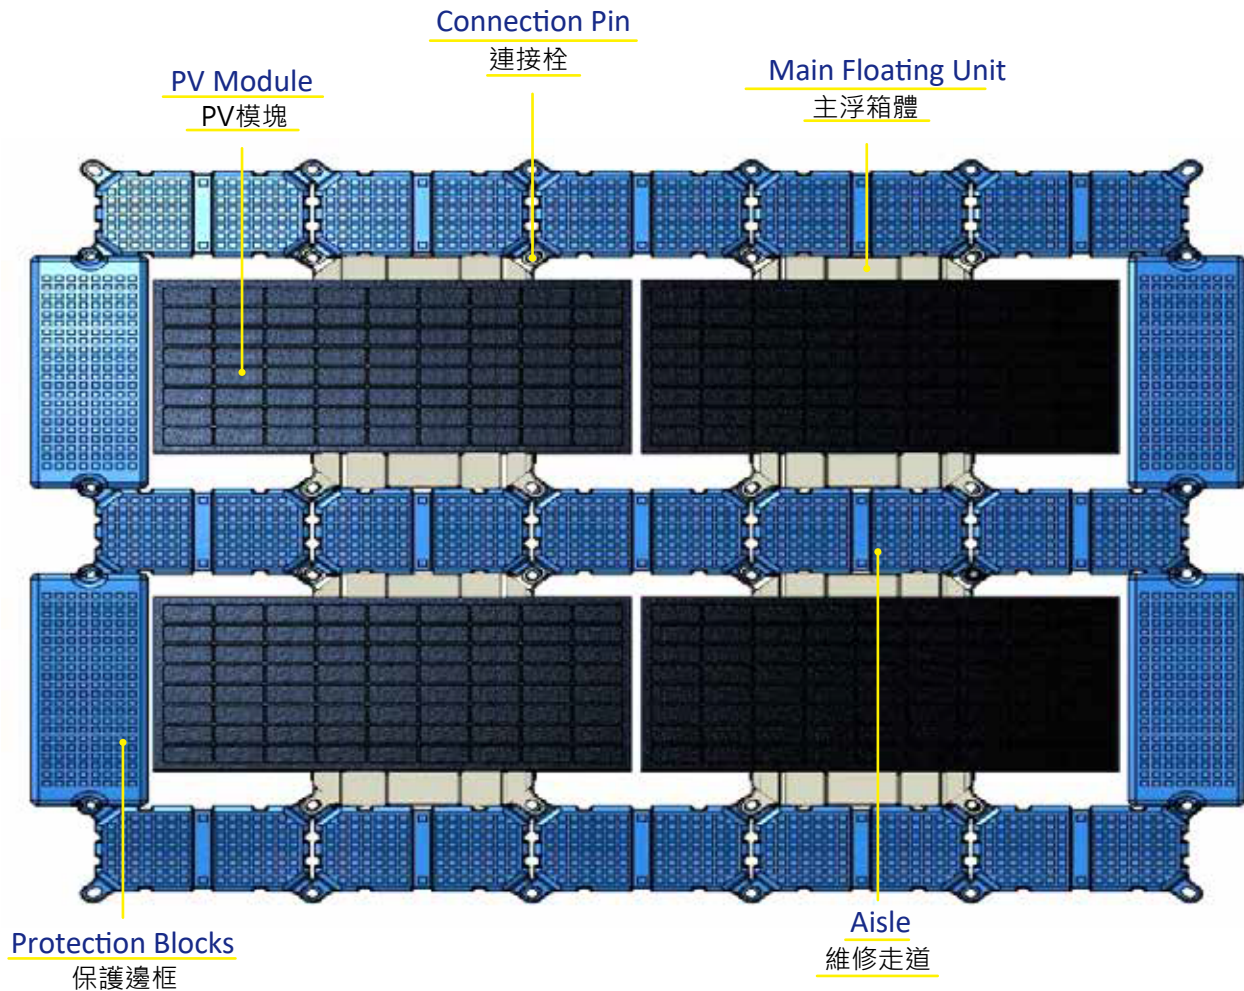 Connection Pin
連接栓
PV Module
PV模塊
Main Floating Unit
主浮箱體
Protection Blocks
保護邊框
Aisle
維修走道